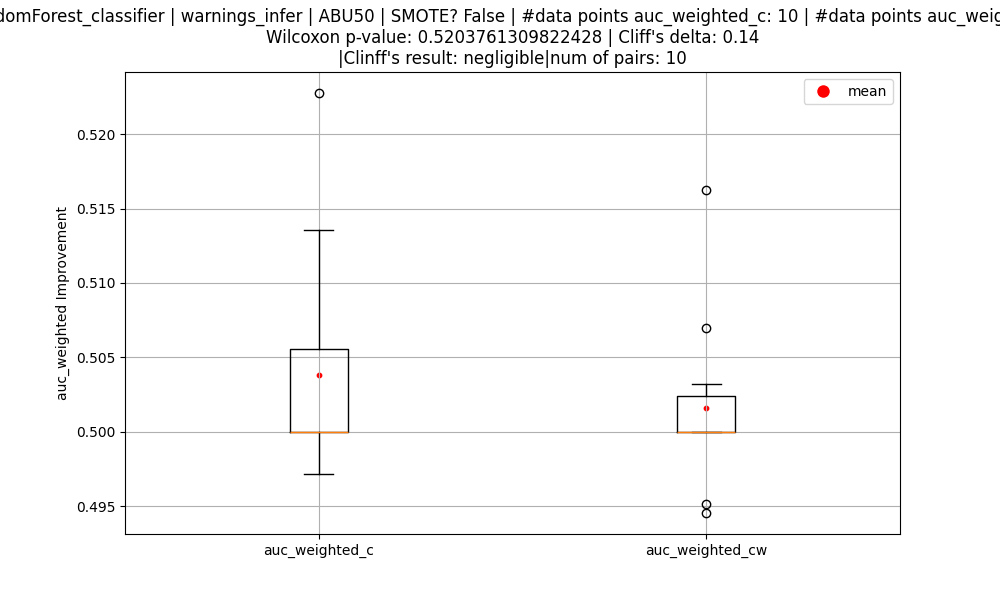 domForest_classifier | warnings_infer | ABU50 | SMOTE? False | #data points auc_weighted_c: 10 | #data points auc_weig
Wilcoxon p-value: 0.5203761309822428 | Cliff's delta: 0.14
|Clinff's result: negligible|num of pairs: 10
mean
0.520
0.515
0.510
0.505
0.500
0.495
auc_weighted Improvement
auc_weighted_c
auc_weighted_cw